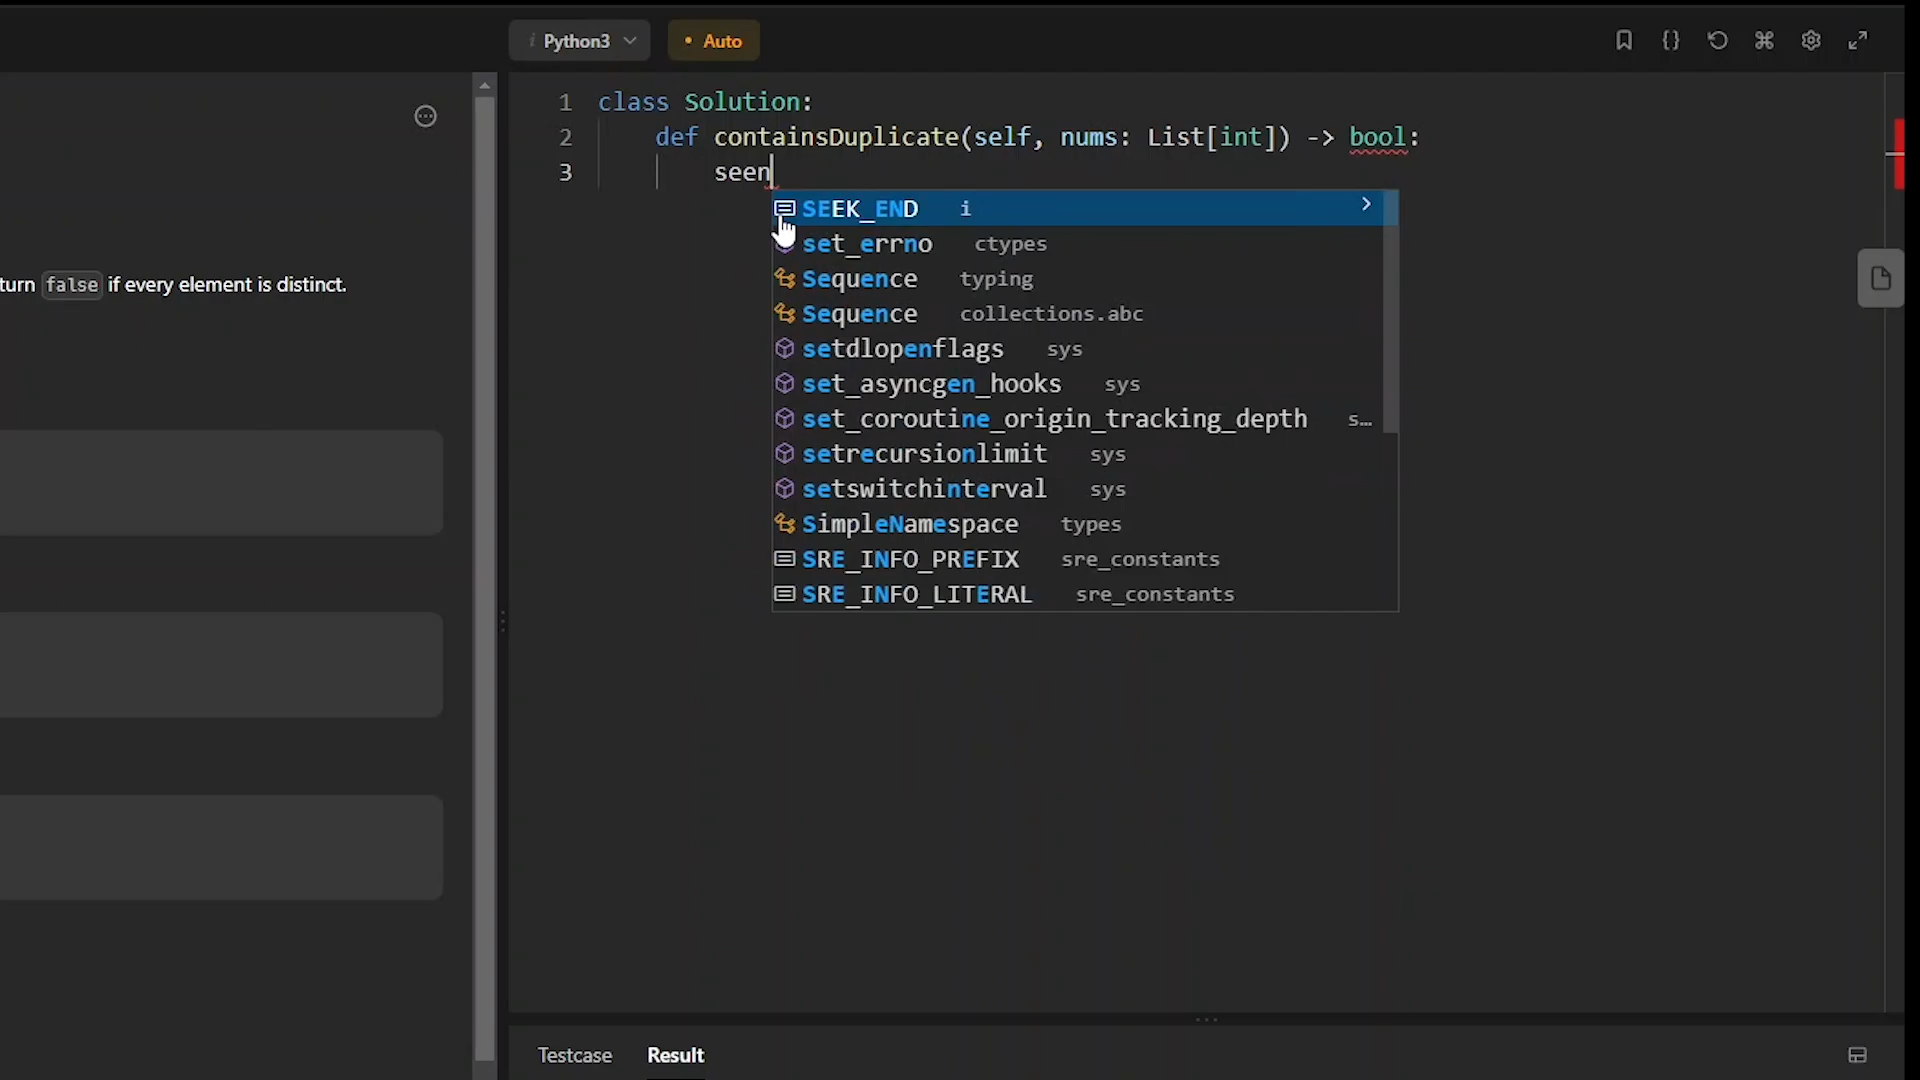 Python3
• Auto
1 class Solution:
2 def containsDuplicate(self, nums: List[int]) -> bool:
3 seen
turn false if every element is distinct.
SEEK_END i
set_errno ctypes
Sequence typing
Sequence collections.abc
setdlopenflags sys
set_asyncgen_hooks sys
set_coroutine_origin_tracking_depth s…
setrecursionlimit sys
setswitchinterval sys
SimpleNamespace types
SRE_INFO_PREFIX sre_constants
SRE_INFO_LITERAL sre_constants
Testcase Result